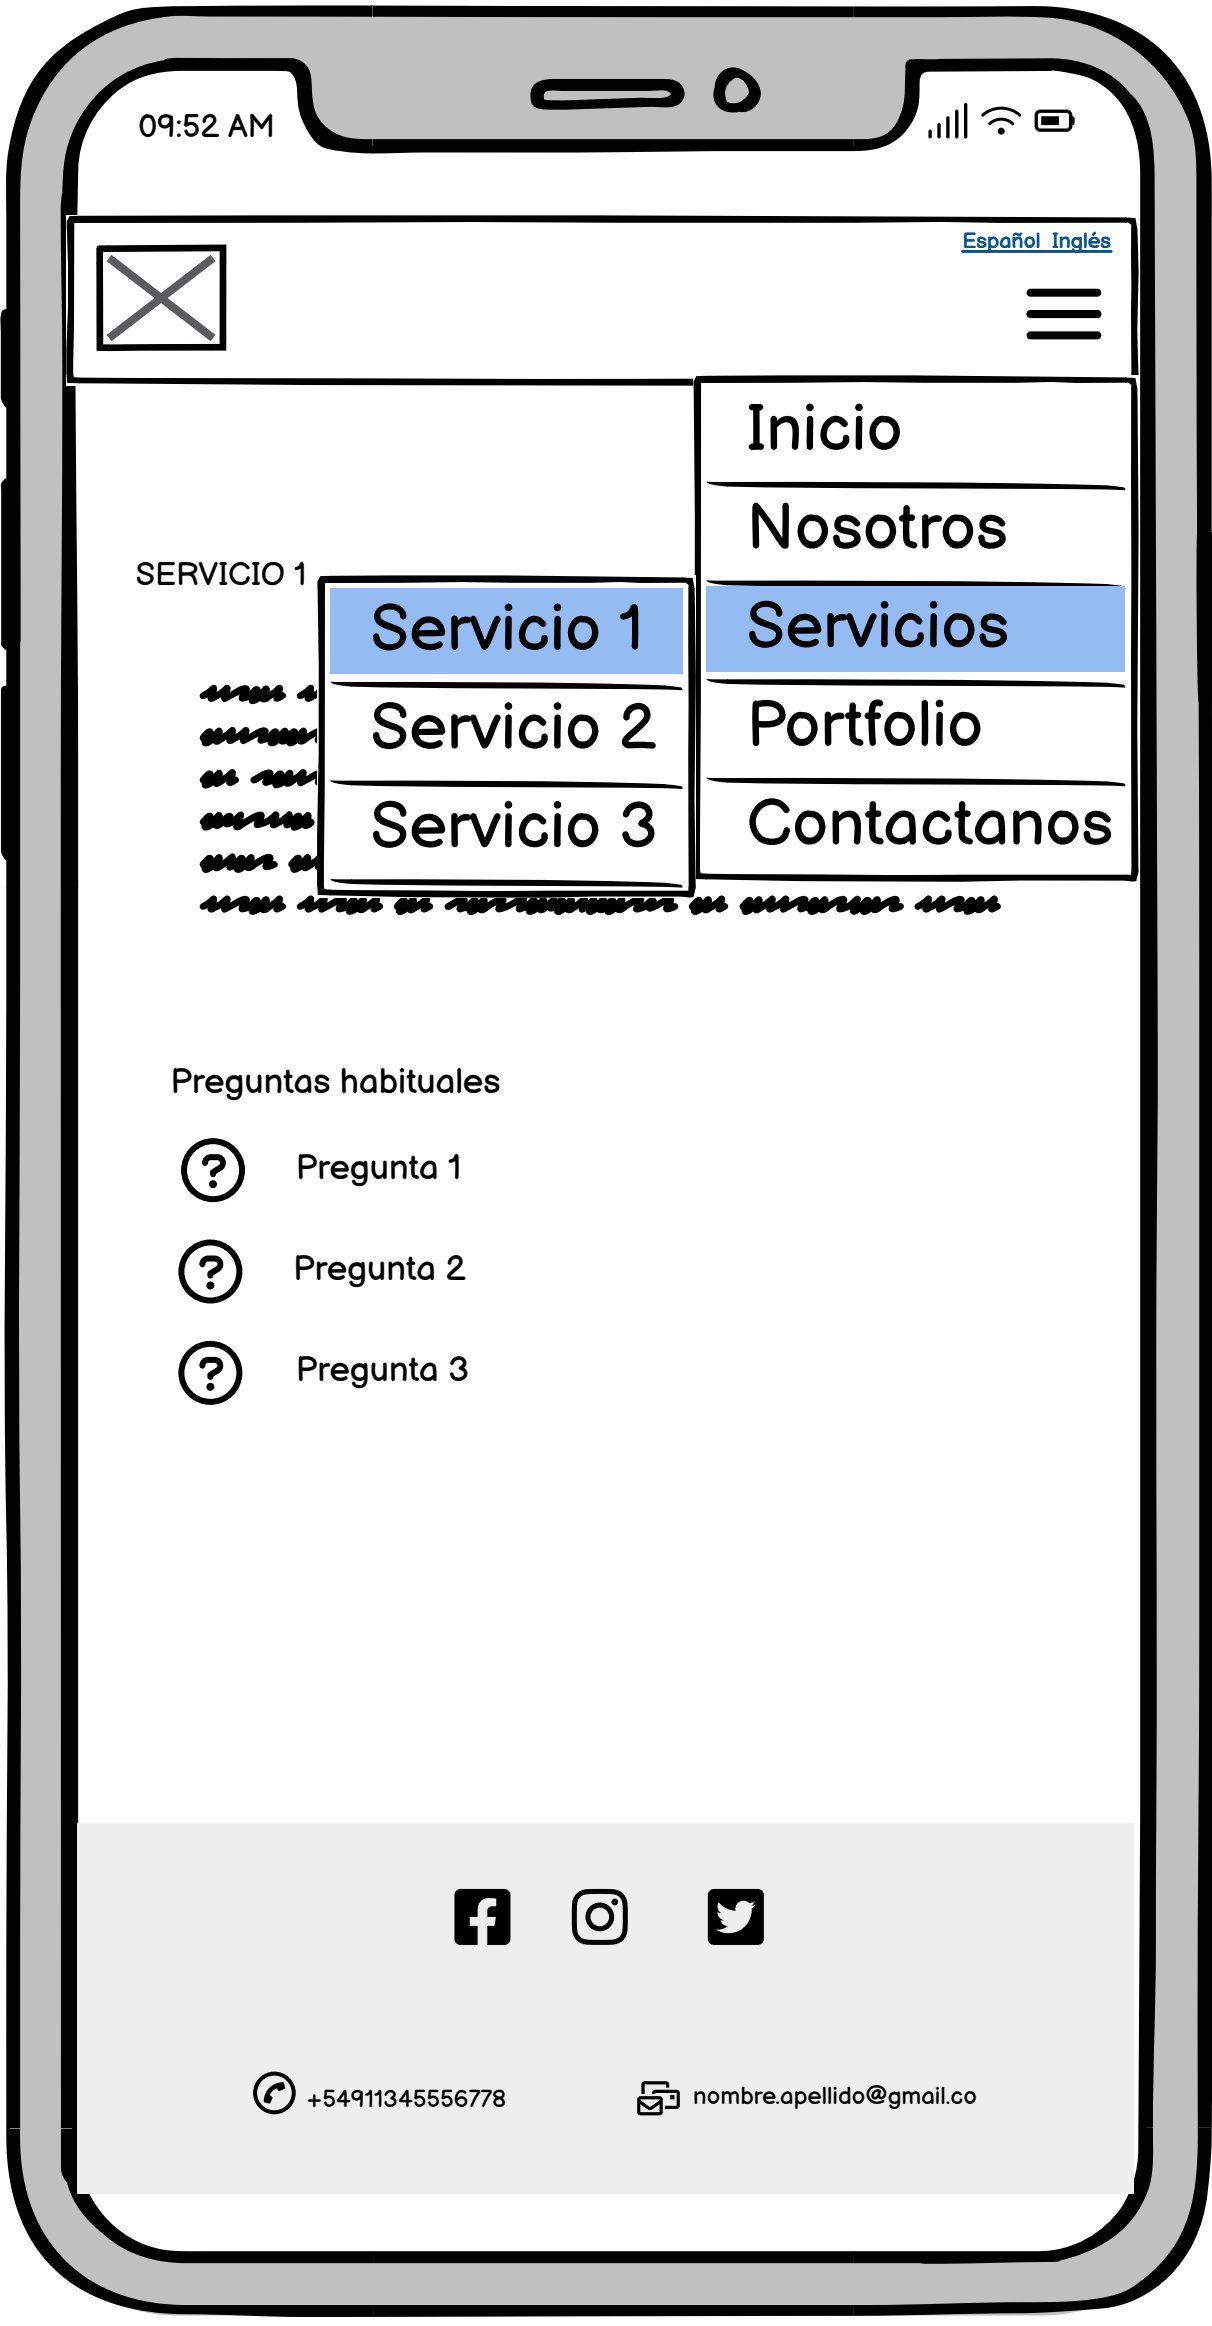 09:52 AM
Español Inglés
Inicio
Nosotros
Servicios
Portfolio
Contactanos
SERVICIO 1
Servicio 1
Servicio 2
Servicio 3
Preguntas habituales
Pregunta 1
Pregunta 2
Pregunta 3
+54911345556778
nombre.apellido@gmail.co